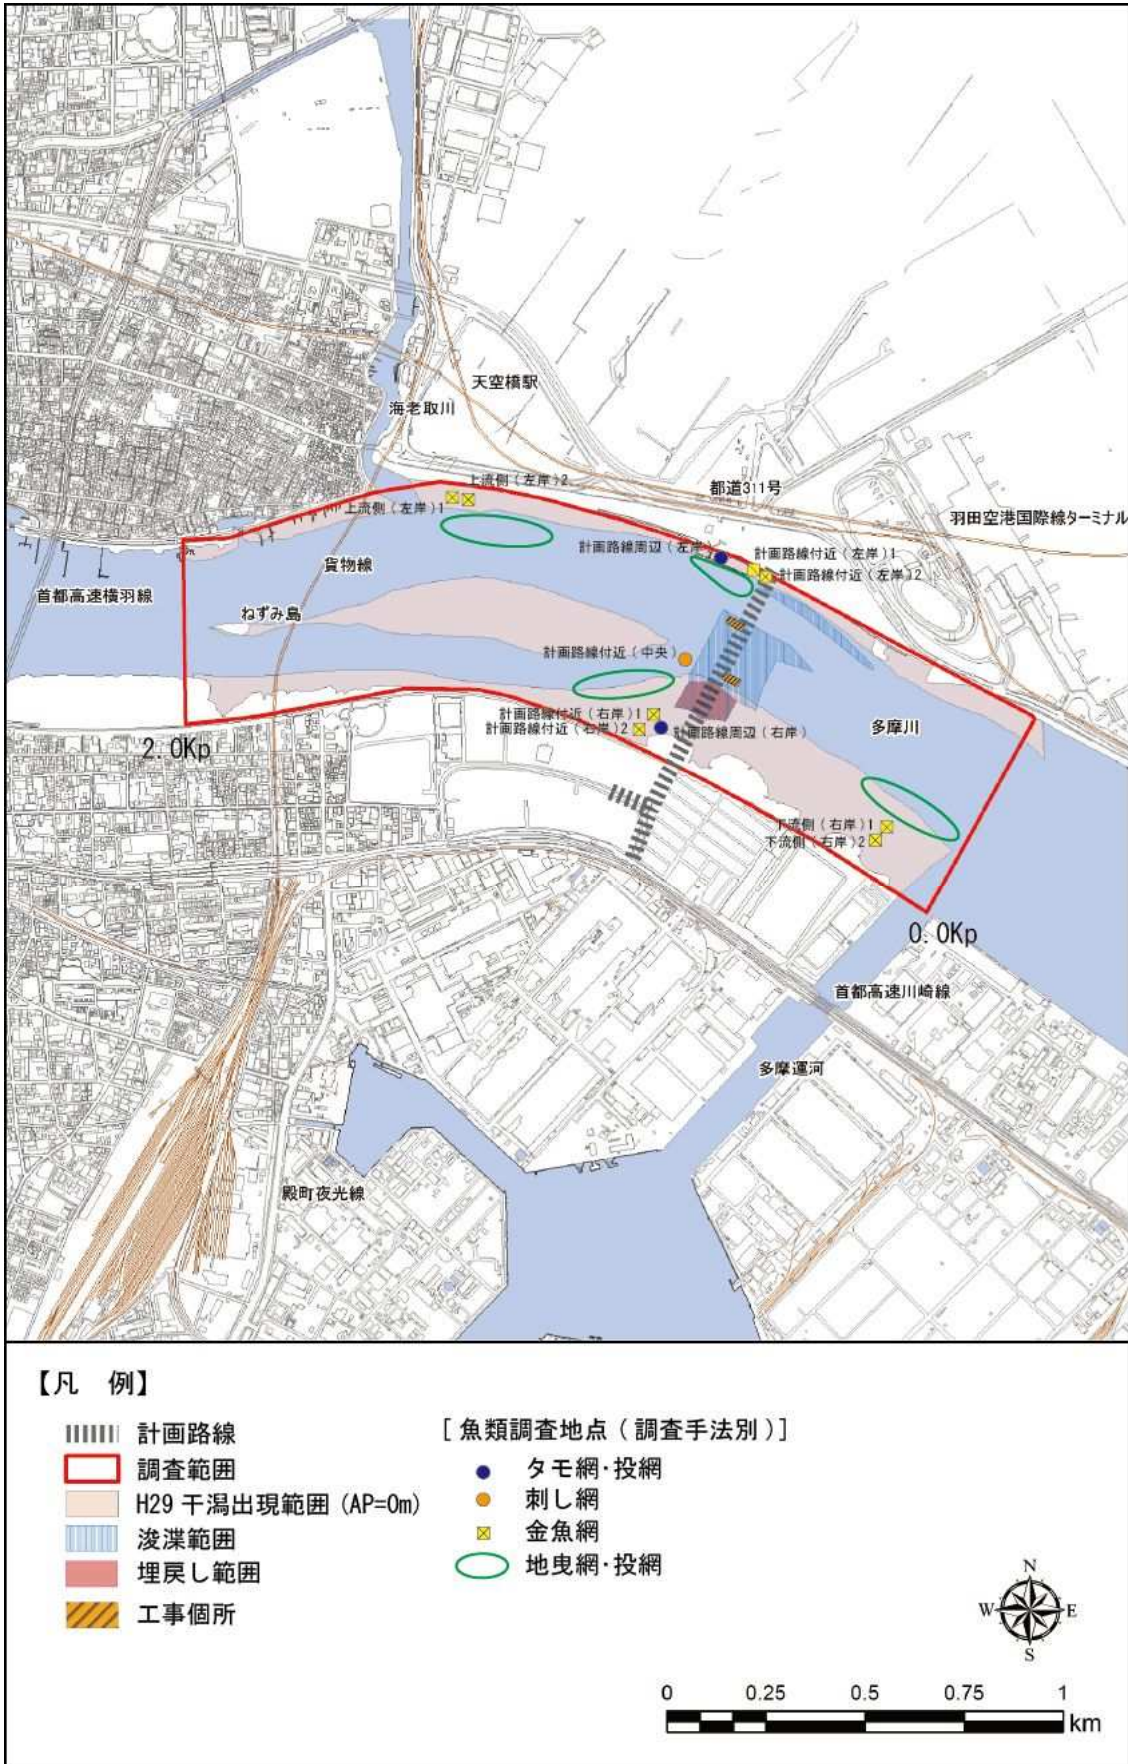 天空橋駅
海老取川
上流側(左岸)2
都道311号
上流側(左岸)1
羽田空港国際線ターミナル
計画路線周辺(左岸)
計画路線付近(左岸)1
貨物線
計画路線付近(左岸)2
首都高速横羽線
ねずみ島
計画路線付近(中央)
計画路線付近(右岸)1
計画路線付近(右岸)2
計画路線周辺(右岸)
多摩川
2.0Kp
下流側(右岸)1
下流側(右岸)2
0.0Kp
首都高速川崎線
多摩運河
殿町夜光線
【凡 例】
計画路線
調査範囲
H29 干潟出現範囲 (AP=0m)
浚渫範囲
埋戻し範囲
工事個所
[ 魚類調査地点 ( 調査手法別 ) ]
タモ網・投網
刺し網
金魚網
地曳網・投網
N
W
E
S
0 0.25 0.5 0.75 1
km